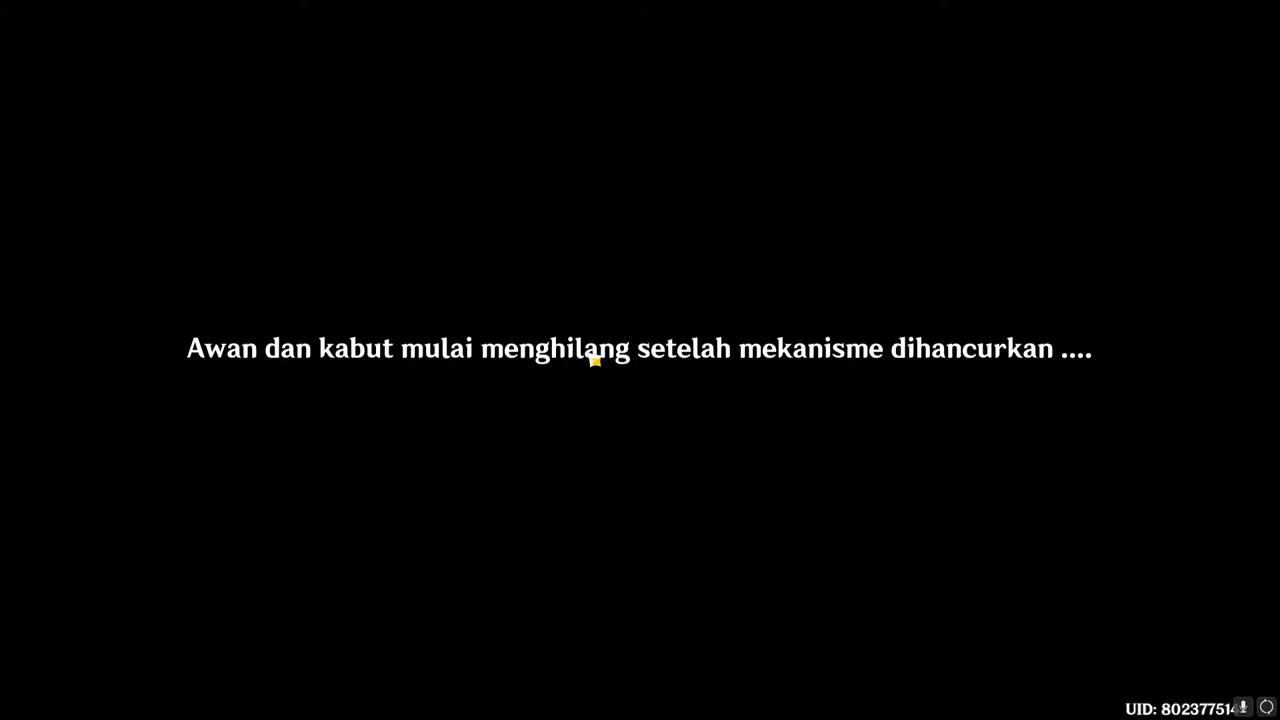 Awan dan kabut mulai menghilang setelah mekanisme dihancurkan ....
UID: 80237751